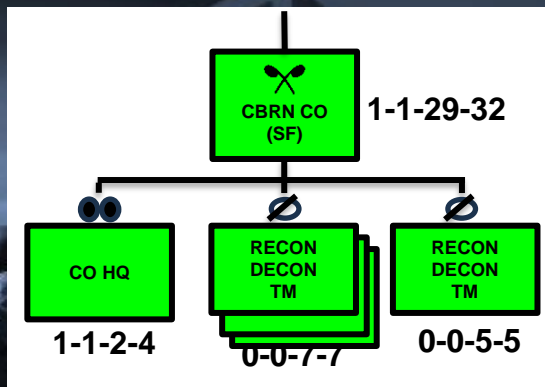 CBRN CO
(SF)
1-1-29-32
CO HQ
RECON
DECON
TM
RECON
DECON
TM
1-1-2-4
0-0-7-7
0-0-5-5